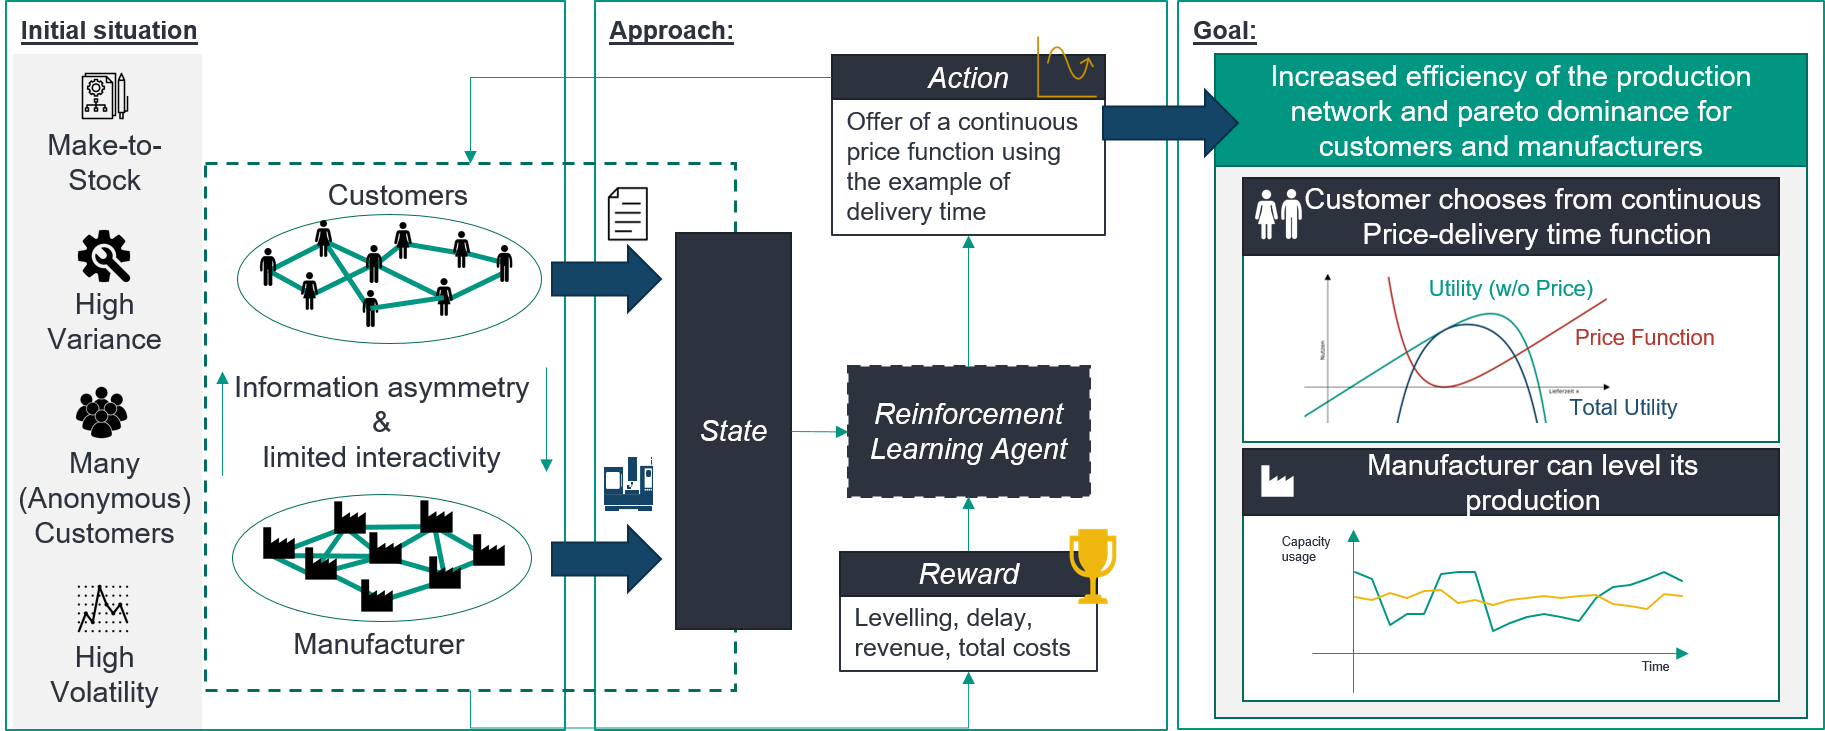 Initial situation
Make-to-
Stock
High
Variance
Many
(Anonymous)
Customers
High
Volatility
Customers
Information asymmetry
&
limited interactivity
Manufacturer
Approach:
State
Action
Offer of a continuous
price function using
the example of
delivery time
Reinforcement
Learning Agent
Reward
Levelling, delay,
revenue, total costs
Goal:
Increased efficiency of the production
network and pareto dominance for
customers and manufacturers
Customer chooses from continuous
Price-delivery time function
Utility (w/o Price)
Price Function
Nutzen
Lieferzeit x
Total Utility
Manufacturer can level its
production
Capacity
usage
Time